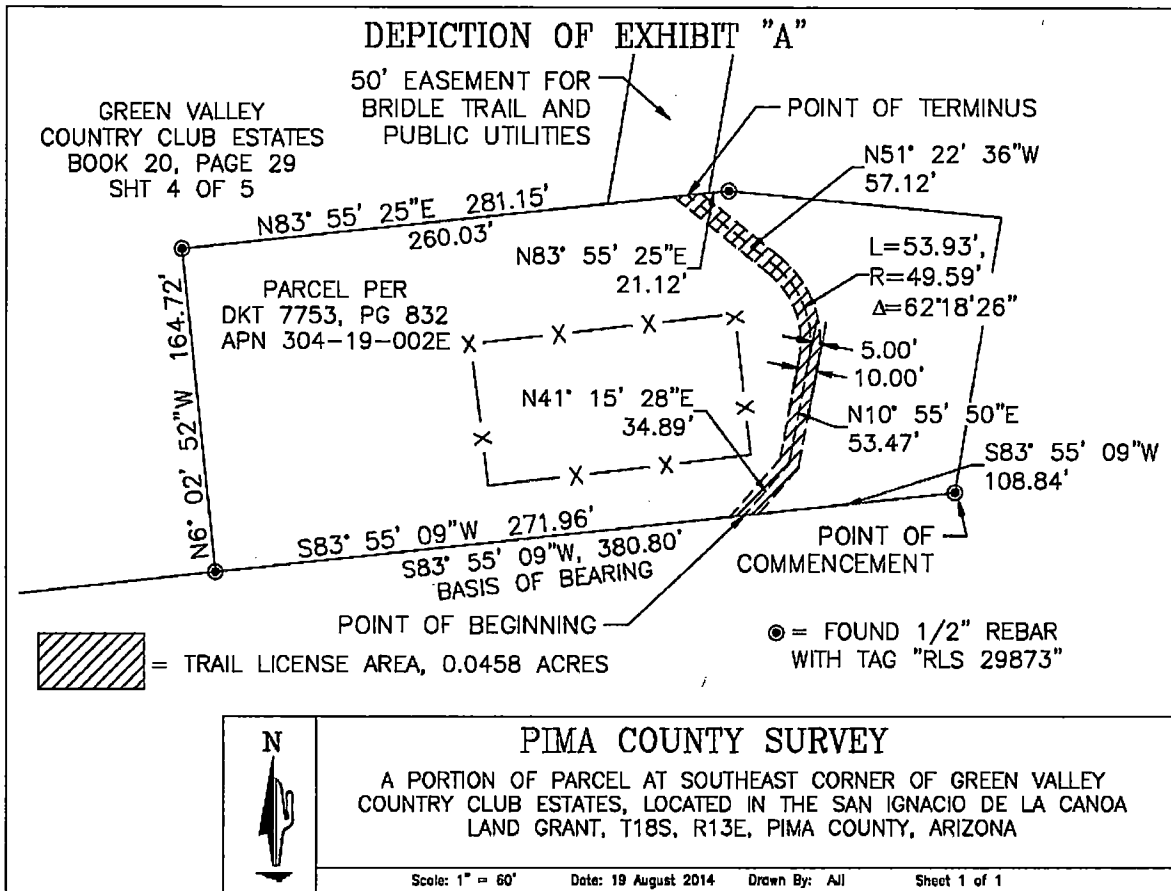 DEPICTION OF EXHIBIT "A"
50' EASEMENT FOR
BRIDLE TRAIL AND
PUBLIC UTILITIES
GREEN VALLEY
COUNTRY CLUB ESTATES
BOOK 20, PAGE 29
SHT 4 OF 5
POINT OF TERMINUS
N51° 22' 36"W
57.12'
N83° 55' 25"E 281.15'
260.03'
N83° 55' 25"E
21.12'
L=53.93',
R=49.59'
Δ=62°18'26"
164.72'
N6° 02' 52"W
PARCEL PER
DKT 7753, PG 832
APN 304-19-002E
5.00'
10.00'
N41° 15' 28"E
34.89'
N10° 55' 50"E
53.47'
S83° 55' 09"W
108.84'
S83° 55' 09"W 271.96'
S83° 55' 09"W, 380.80'
BASIS OF BEARING
POINT OF
COMMENCEMENT
POINT OF BEGINNING
= FOUND 1/2" REBAR
WITH TAG "RLS 29873"
= TRAIL LICENSE AREA, 0.0458 ACRES
N
PIMA COUNTY SURVEY
A PORTION OF PARCEL AT SOUTHEAST CORNER OF GREEN VALLEY
COUNTRY CLUB ESTATES, LOCATED IN THE SAN IGNACIO DE LA CANOA
LAND GRANT, T18S, R13E, PIMA COUNTY, ARIZONA
Scale: 1" = 60' Date: 19 August 2014 Drawn By: AJI Sheet 1 of 1